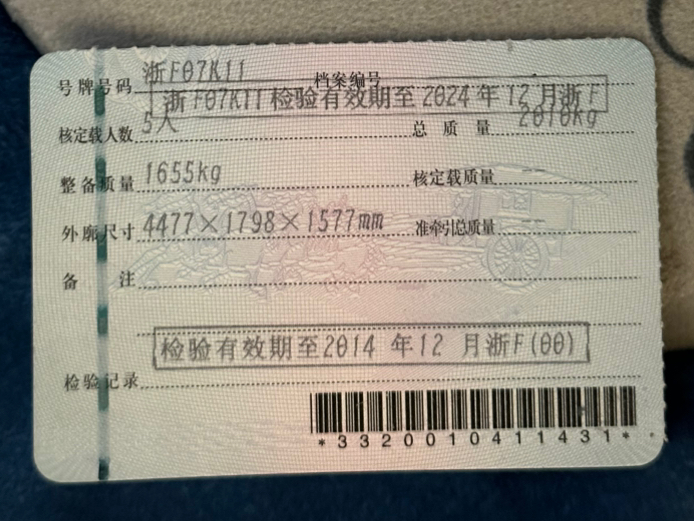 号牌号码 浙F07K11 档案编号
浙F07K11检验有效期至2024年12月浙F
核定载人数 5人 总质量 2010kg
整备质量 1655kg 核定载质量
外廓尺寸 4477×1798×1577mm 准牵引总质量
备注
检验有效期至2014年12月浙F(00)
检验记录
*3320010411431*